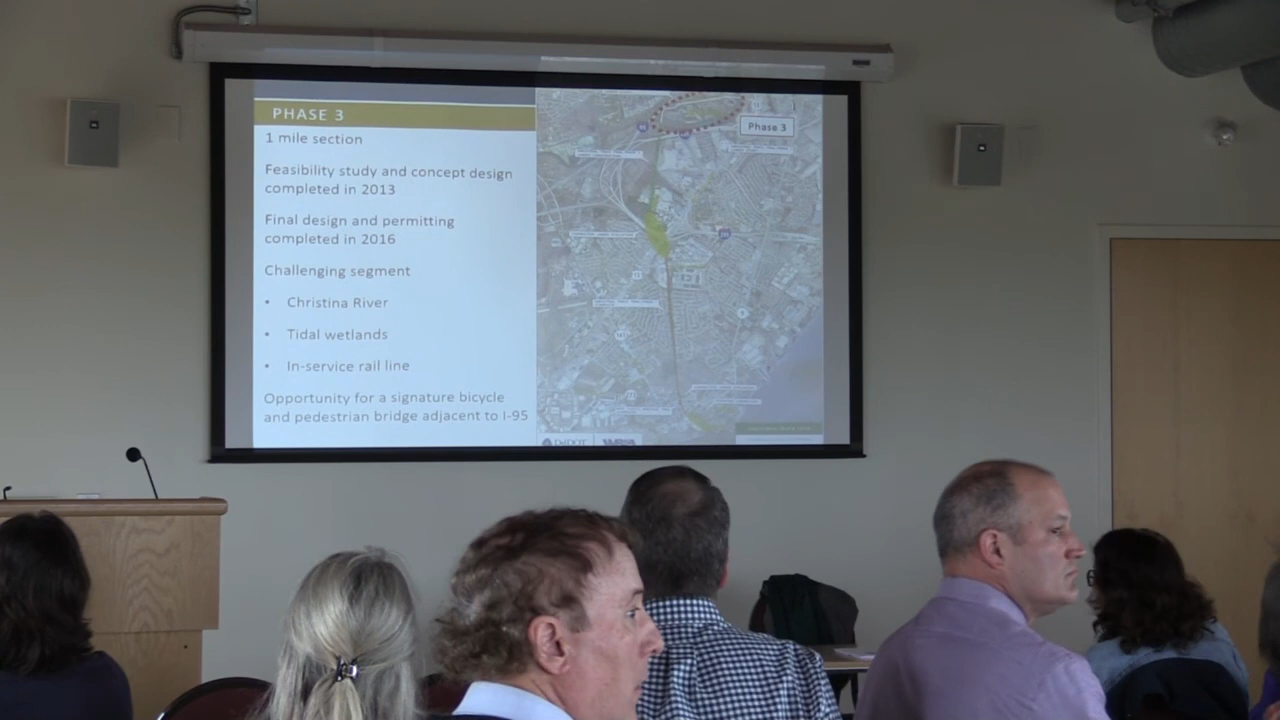 PHASE 3
1 mile section
Feasibility study and concept design
completed in 2013
Final design and permitting
completed in 2016
Challenging segment
• Christina River
• Tidal wetlands
• In-service rail line
Opportunity for a signature bicycle
and pedestrian bridge adjacent to I-95
Phase 3
DelDOT